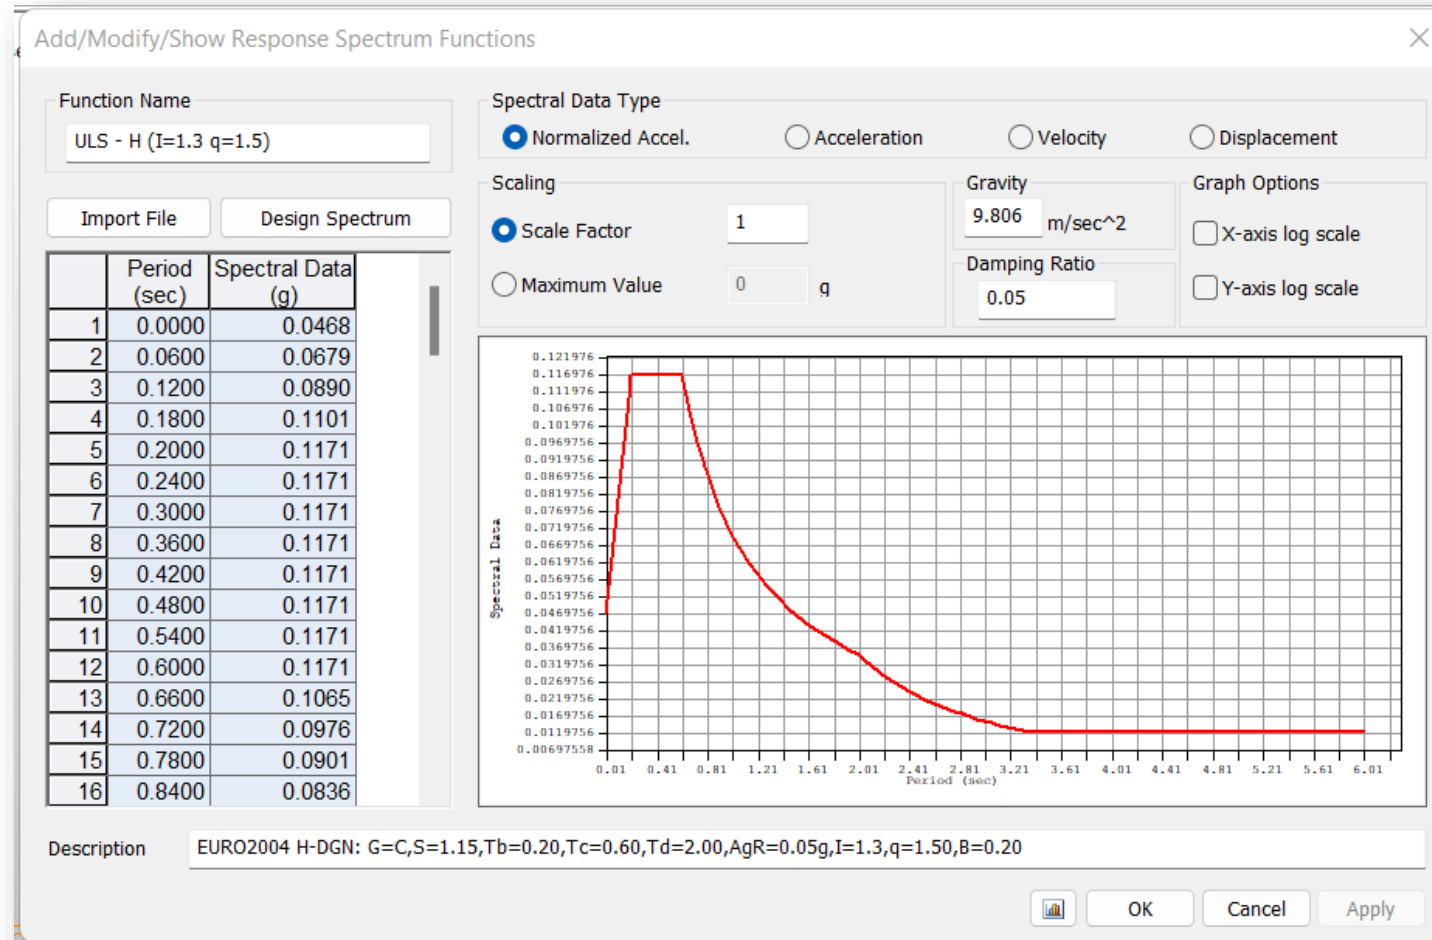 Add/Modify/Show Response Spectrum Functions
Function Name
ULS - H (I=1.3 q=1.5)
Import File
Design Spectrum
Spectral Data Type
Normalized Accel.
Acceleration
Velocity
Displacement
Scaling
Scale Factor
1
Maximum Value
0
g
Gravity
9.806
m/sec^2
Damping Ratio
0.05
Graph Options
X-axis log scale
Y-axis log scale
Period (sec) Spectral Data (g)
1 0.0000 0.0468
2 0.0600 0.0679
3 0.1200 0.0890
4 0.1800 0.1101
5 0.2000 0.1171
6 0.2400 0.1171
7 0.3000 0.1171
8 0.3600 0.1171
9 0.4200 0.1171
10 0.4800 0.1171
11 0.5400 0.1171
12 0.6000 0.1171
13 0.6600 0.1065
14 0.7200 0.0976
15 0.7800 0.0901
16 0.8400 0.0836
Spectral Data
0.121976
0.116976
0.111976
0.106976
0.101976
0.0969756
0.0919756
0.0869756
0.0819756
0.0769756
0.0719756
0.0669756
0.0619756
0.0569756
0.0519756
0.0469756
0.0419756
0.0369756
0.0319756
0.0269756
0.0219756
0.0169756
0.0119756
0.00697558
0.01 0.41 0.81 1.21 1.61 2.01 2.41 2.81 3.21 3.61 4.01 4.41 4.81 5.21 5.61 6.01
Period (sec)
Description
EURO2004 H-DGN: G=C,S=1.15,Tb=0.20,Tc=0.60,Td=2.00,AgR=0.05g,I=1.3,q=1.50,B=0.20
OK
Cancel
Apply